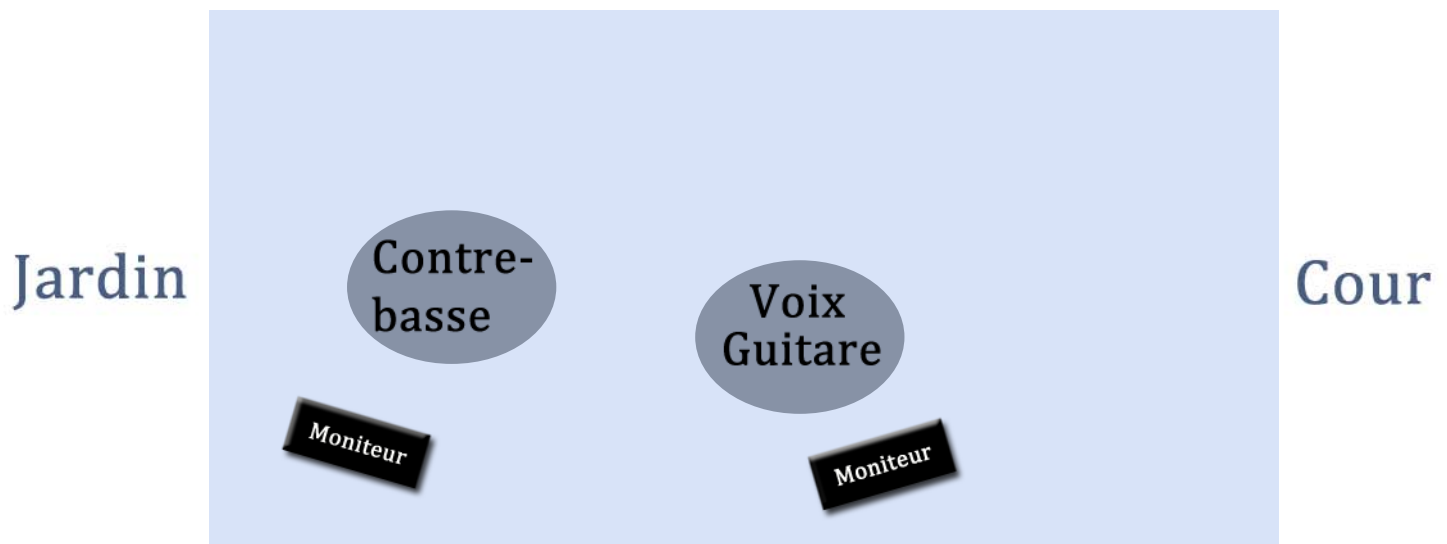 Jardin
Contre-
basse
Voix
Guitare
Cour
Moniteur
Moniteur